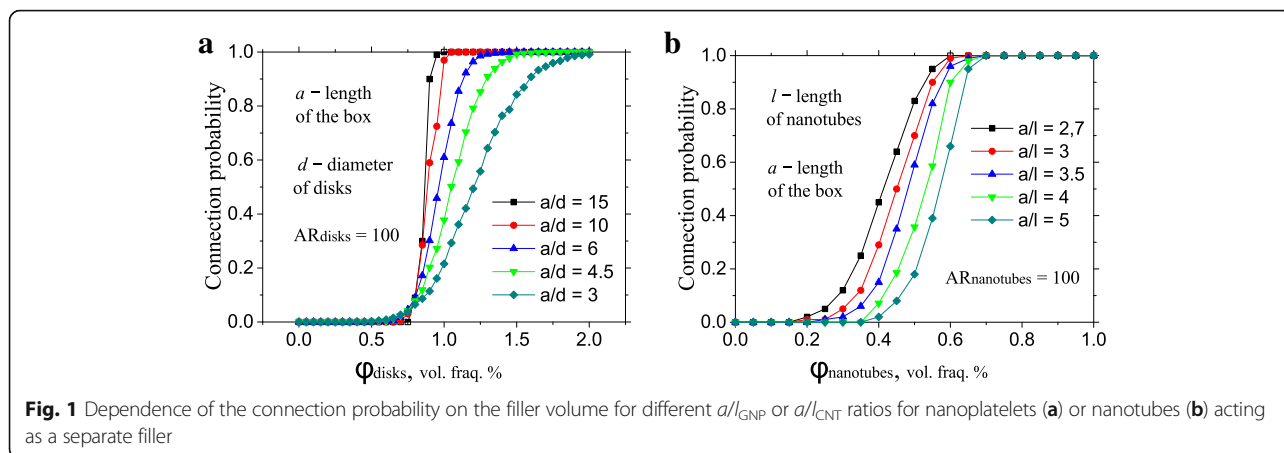 a
Connection probability
1.0
0.8
0.6
0.4
0.2
0.0
a – length
of the box
d – diameter
of disks
ARdisks = 100
a/d = 15
a/d = 10
a/d = 6
a/d = 4.5
a/d = 3
0.0 0.5 1.0 1.5 2.0
φdisks, vol. fraq. %
b
Connection probability
1.0
0.8
0.6
0.4
0.2
0.0
l – length
of nanotubes
a – length
of the box
a/l = 2,7
a/l = 3
a/l = 3.5
a/l = 4
a/l = 5
ARnanotubes = 100
0.0 0.2 0.4 0.6 0.8 1.0
φnanotubes, vol. fraq. %
Fig. 1 Dependence of the connection probability on the filler volume for different a/lGNP or a/lCNT ratios for nanoplatelets (a) or nanotubes (b) acting
as a separate filler